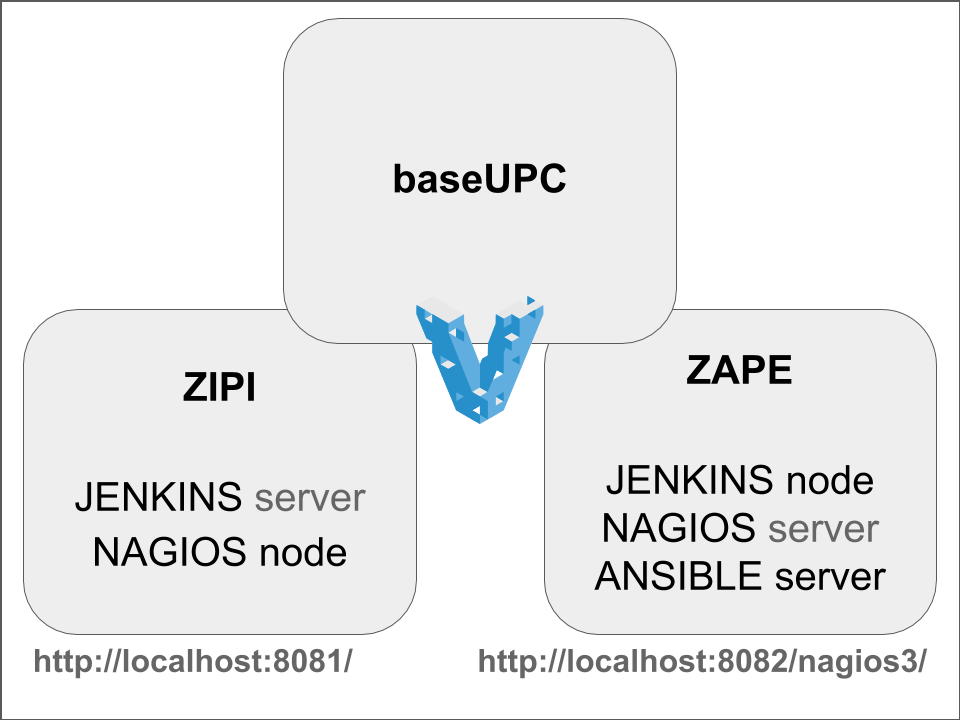 baseUPC
ZIPI
JENKINS server
NAGIOS node
http://localhost:8081/
ZAPE
JENKINS node
NAGIOS server
ANSIBLE server
http://localhost:8082/nagios3/